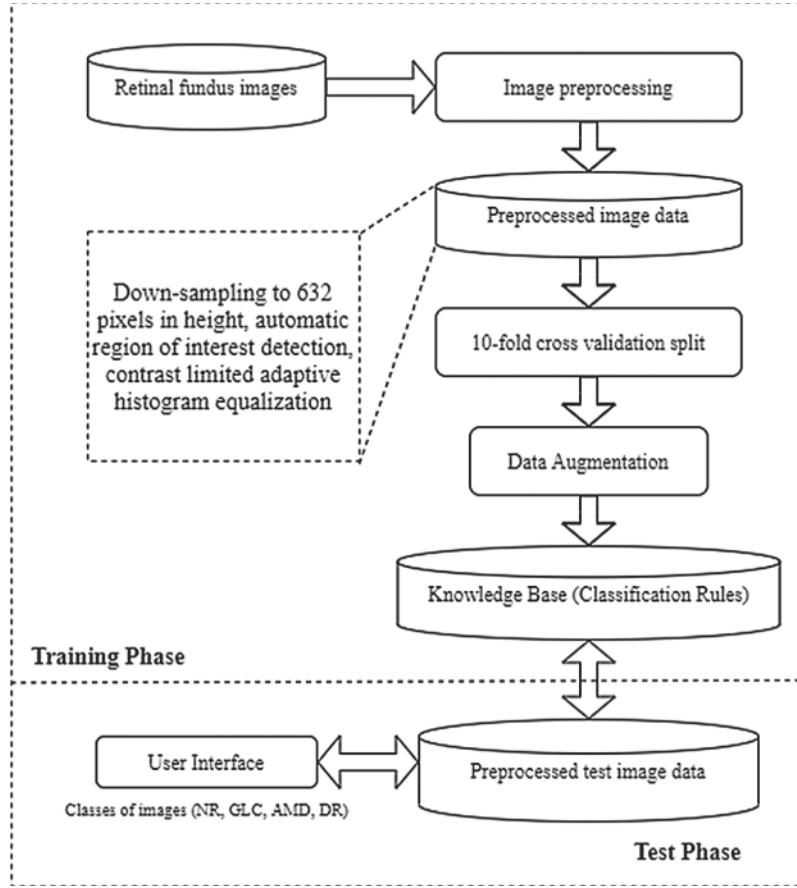 Retinal fundus images
Image preprocessing
Preprocessed image data
Down-sampling to 632
pixels in height, automatic
region of interest detection,
contrast limited adaptive
histogram equalization
10-fold cross validation split
Data Augmentation
Knowledge Base (Classification Rules)
Training Phase
User Interface
Preprocessed test image data
Classes of images (NR, GLC, AMD, DR)
Test Phase